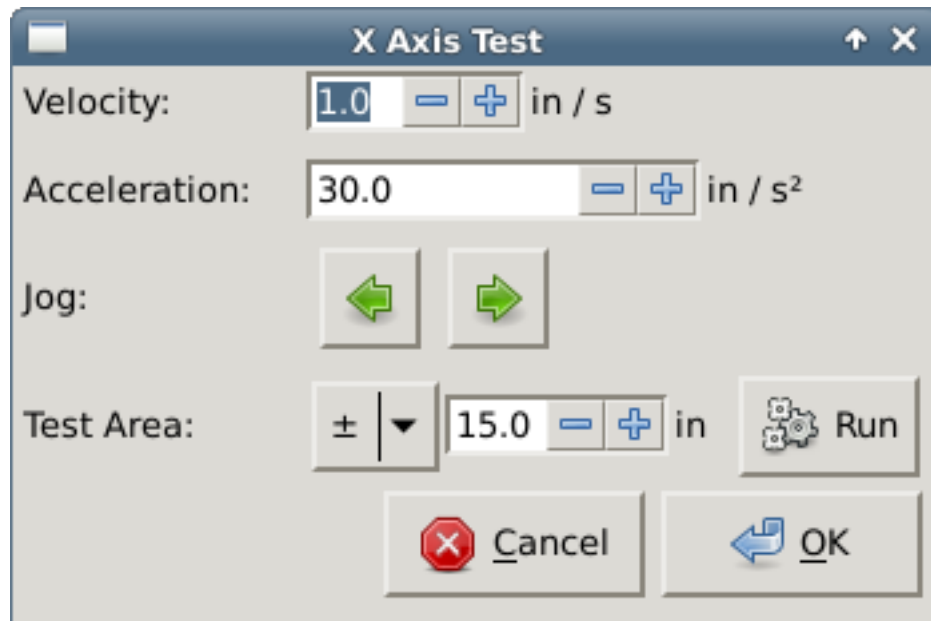 X Axis Test
Velocity: 1.0 in / s
Acceleration: 30.0 in / s²
Jog:
Test Area: ± 15.0 in Run
Cancel OK